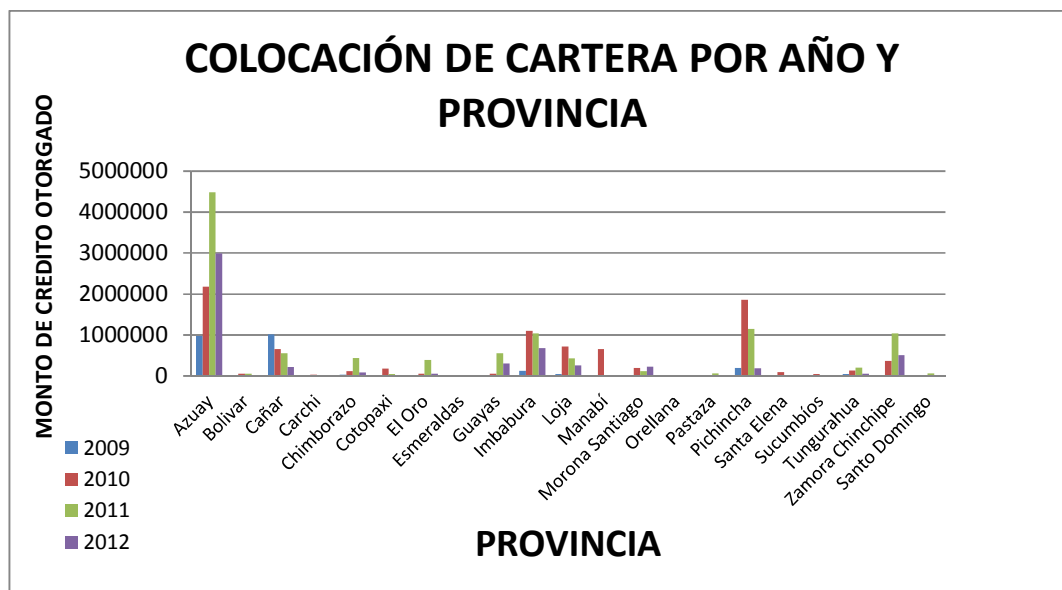 COLOCACIÓN DE CARTERA POR AÑO Y
PROVINCIA
MONTO DE CREDITO OTORGADO
5000000
4000000
3000000
2000000
1000000
0
Azuay
Bolivar
Cañar
Carchi
Chimborazo
Cotopaxi
El Oro
Esmeraldas
Guayas
Imbabura
Loja
Manabí
Morona Santiago
Orellana
Pastaza
Pichincha
Santa Elena
Sucumbíos
Tungurahua
Zamora Chinchipe
Santo Domingo
2009
2010
2011
2012
PROVINCIA